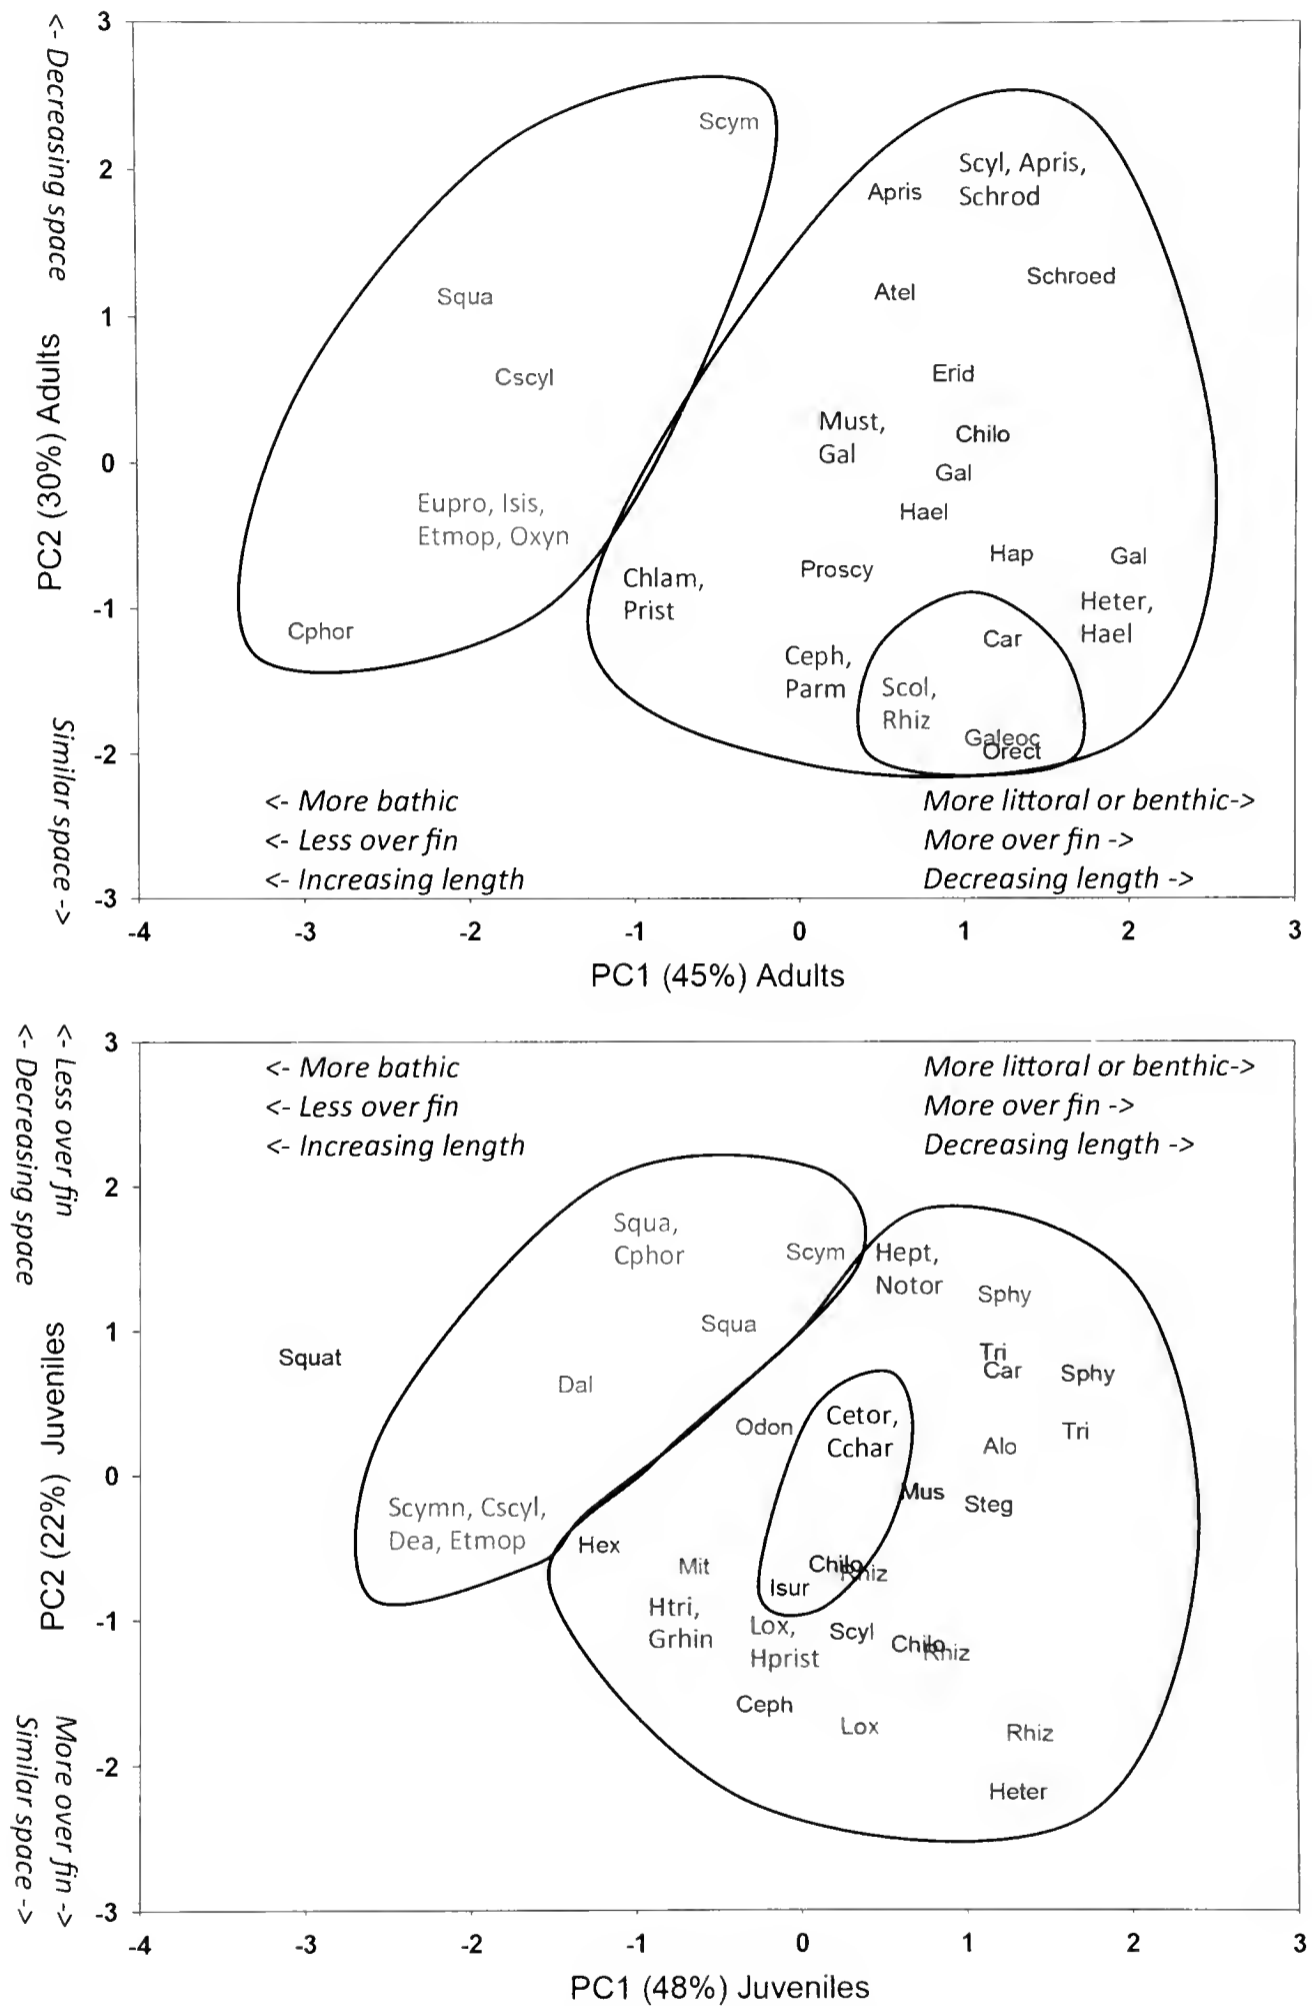 <- Decreasing space
Similar space ->
PC2 (30%) Adults
3
2
1
0
-1
-2
-3
Scym
Scyl, Apris,
Schrod
Apris
Schroed
Atel
Squa
Cscyl
Erid
Must,
Gal
Chilo
Gal
Eupro, Isis,
Etmop, Oxyn
Hael
Hap
Gal
Proscy
Chlam,
Prist
Heter,
Hael
Cphor
Car
Ceph,
Parm
Scol,
Rhiz
Galeoc
Orect
<- More bathic
<- Less over fin
<- Increasing length
More littoral or benthic->
More over fin ->
Decreasing length ->
-4 -3 -2 -1 0 1 2 3
PC1 (45%) Adults
<- Less over fin
<- Decreasing space
More over fin ->
Similar space ->
PC2 (22%) Juveniles
3
2
1
0
-1
-2
-3
<- More bathic
<- Less over fin
<- Increasing length
More littoral or benthic->
More over fin ->
Decreasing length ->
Squa,
Cphor
Scym
Hept,
Notor
Sphy
Squa
Squat
Tri
Car
Sphy
Dal
Odon
Cetor,
Cchar
Tri
Alo
Mus
Steg
Scymn, Cscyl,
Dea, Etmop
Hex
Mit
Chilo
Rhiz
Isur
Htri,
Grhin
Lox,
Hprist
Scyl
Chilo
Rhiz
Ceph
Lox
Rhiz
Heter
-4 -3 -2 -1 0 1 2 3
PC1 (48%) Juveniles